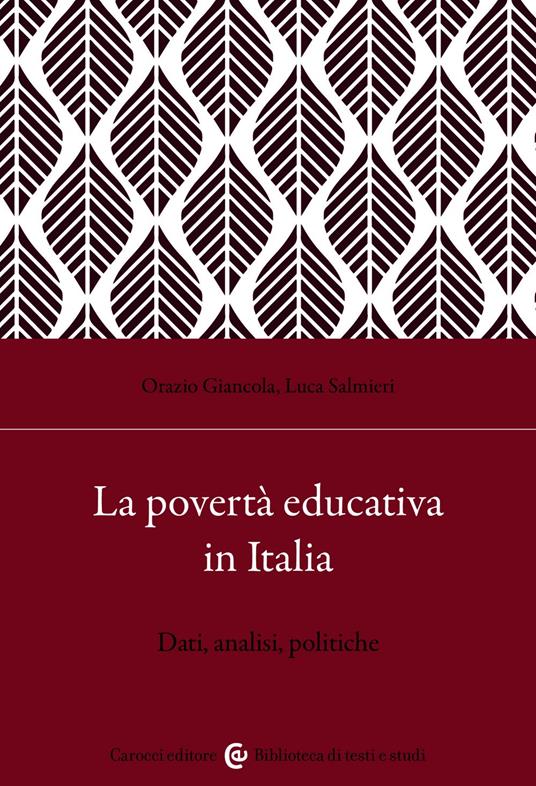 Orazio Giancola, Luca Salmieri
La povertà educativa
in Italia
Dati, analisi, politiche
Carocci editore Biblioteca di testi e studi